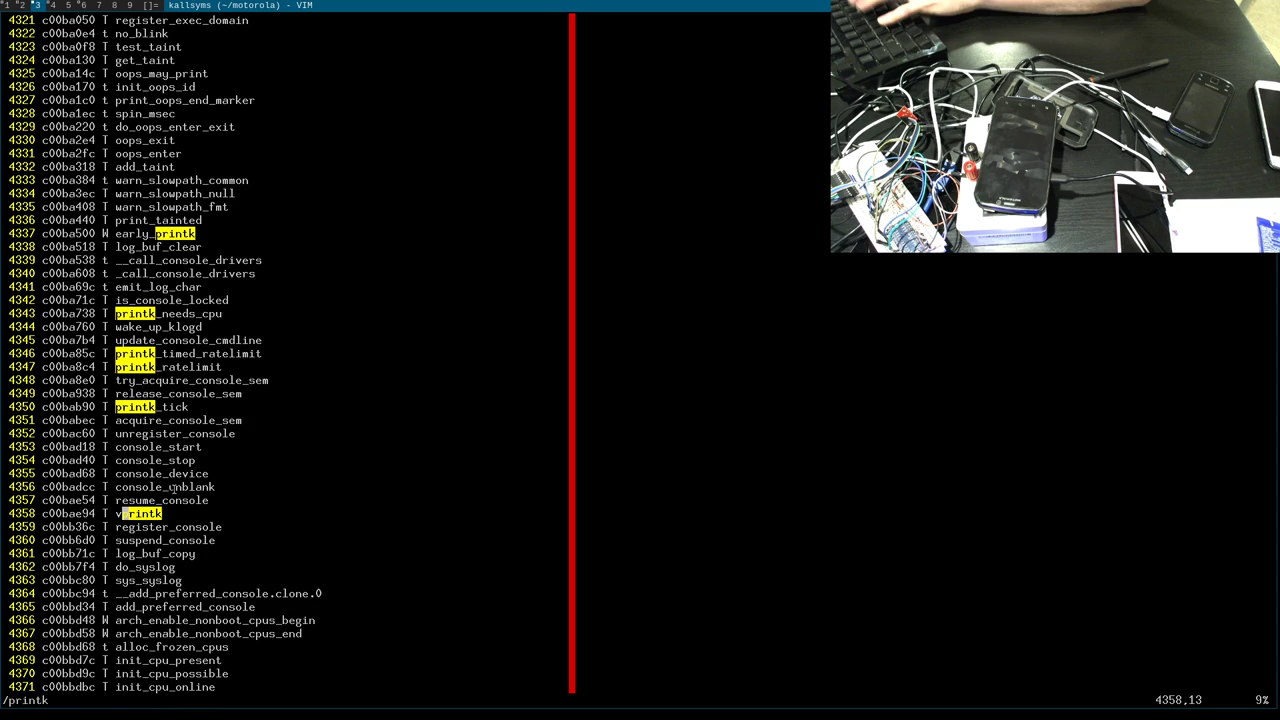 1 2 3 4 5 6 7 8 9 []= kallsyms (~/motorola) - VIM
4321 c00ba050 t register_exec_domain
4322 c00ba0e4 t no_blink
4323 c00ba0f8 T test_taint
4324 c00ba130 T get_taint
4325 c00ba14c T oops_may_print
4326 c00ba170 t init_oops_id
4327 c00ba1c0 t print_oops_end_marker
4328 c00ba1ec t spin_msec
4329 c00ba220 t do_oops_enter_exit
4330 c00ba2e4 T oops_exit
4331 c00ba2fc T oops_enter
4332 c00ba318 T add_taint
4333 c00ba384 t warn_slowpath_common
4334 c00ba3ec T warn_slowpath_null
4335 c00ba408 T warn_slowpath_fmt
4336 c00ba440 T print_tainted
4337 c00ba500 W early_printk
4338 c00ba518 T log_buf_clear
4339 c00ba538 t __call_console_drivers
4340 c00ba608 t _call_console_drivers
4341 c00ba69c t emit_log_char
4342 c00ba71c T is_console_locked
4343 c00ba738 T printk_needs_cpu
4344 c00ba760 T wake_up_klogd
4345 c00ba7b4 T update_console_cmdline
4346 c00ba85c T printk_timed_ratelimit
4347 c00ba8c4 T printk_ratelimit
4348 c00ba8e0 T try_acquire_console_sem
4349 c00ba938 T release_console_sem
4350 c00bab90 T printk_tick
4351 c00babec T acquire_console_sem
4352 c00bac60 T unregister_console
4353 c00bad18 T console_start
4354 c00bad40 T console_stop
4355 c00bad68 T console_device
4356 c00badcc T console_unblank
4357 c00bae54 T resume_console
4358 c00bae94 T vprintk
4359 c00bb36c T register_console
4360 c00bb6d0 T suspend_console
4361 c00bb71c T log_buf_copy
4362 c00bb7f4 T do_syslog
4363 c00bbc80 T sys_syslog
4364 c00bbc94 t __add_preferred_console.clone.0
4365 c00bbd34 T add_preferred_console
4366 c00bbd48 W arch_enable_nonboot_cpus_begin
4367 c00bbd58 W arch_enable_nonboot_cpus_end
4368 c00bbd68 t alloc_frozen_cpus
4369 c00bbd7c T init_cpu_present
4370 c00bbd9c T init_cpu_possible
4371 c00bbdbc T init_cpu_online
/printk 4358,13 9%